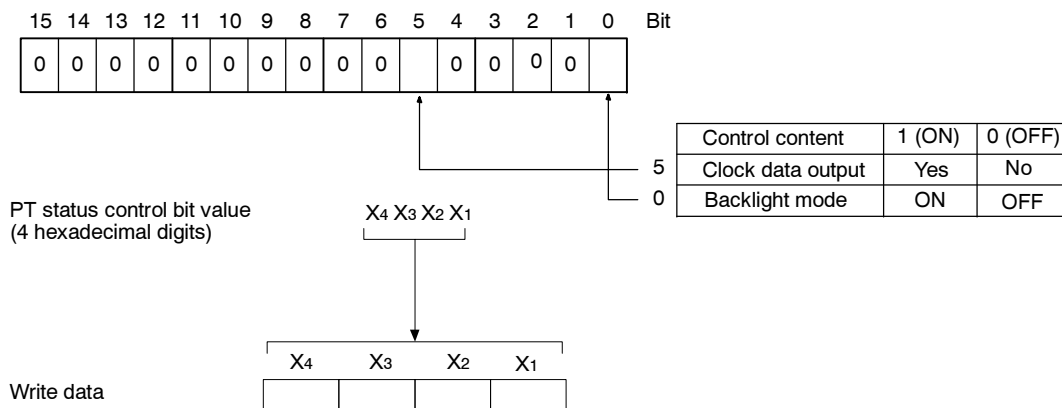 15 14 13 12 11 10 9 8 7 6 5 4 3 2 1 0 Bit
0 0 0 0 0 0 0 0 0 0 0 0 0 0
Control content 1 (ON) 0 (OFF)
5 Clock data output Yes No
0 Backlight mode ON OFF
PT status control bit value
(4 hexadecimal digits)
X4 X3 X2 X1
X4 X3 X2 X1
Write data